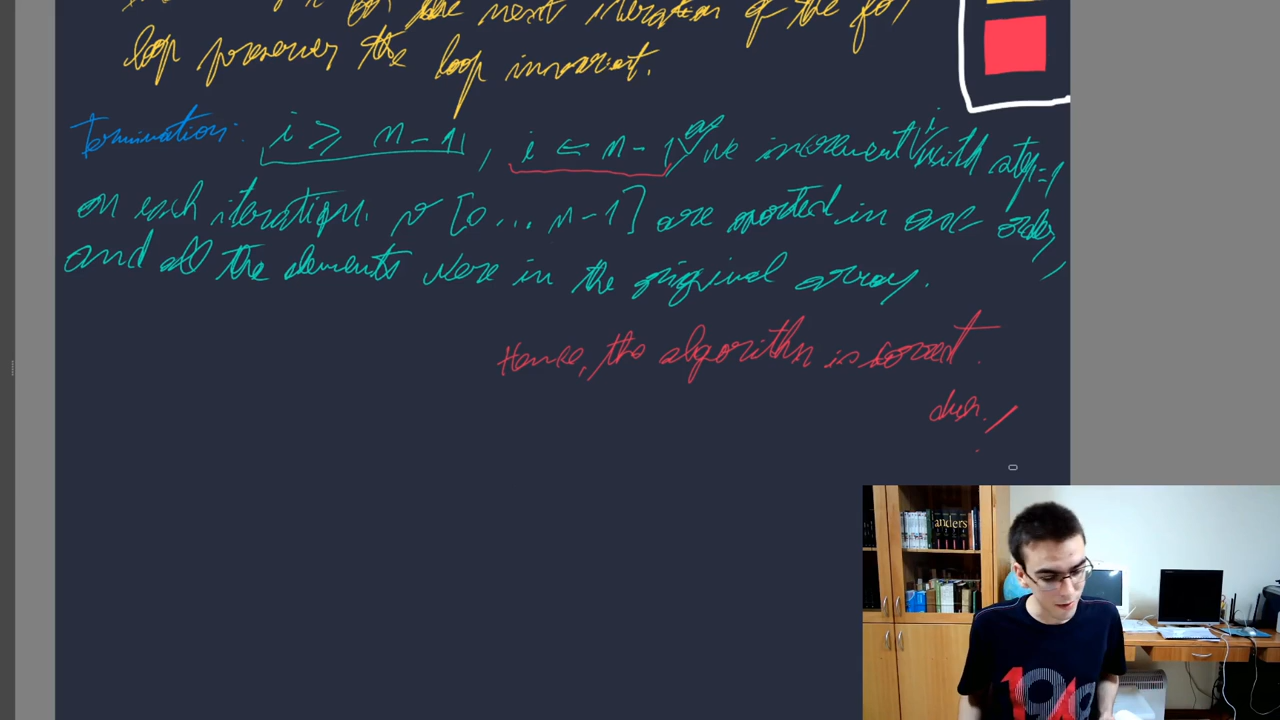 the next iteration of the for
loop preserves the loop invariant.
Termination: i ⩾ n-1, i = n-1, as we increment i with step=1
on each iteration. v [0 ... n-1] are sorted in asc order,
and all the elements were in the original array.
Hence, the algorithm is correct.
anders
19